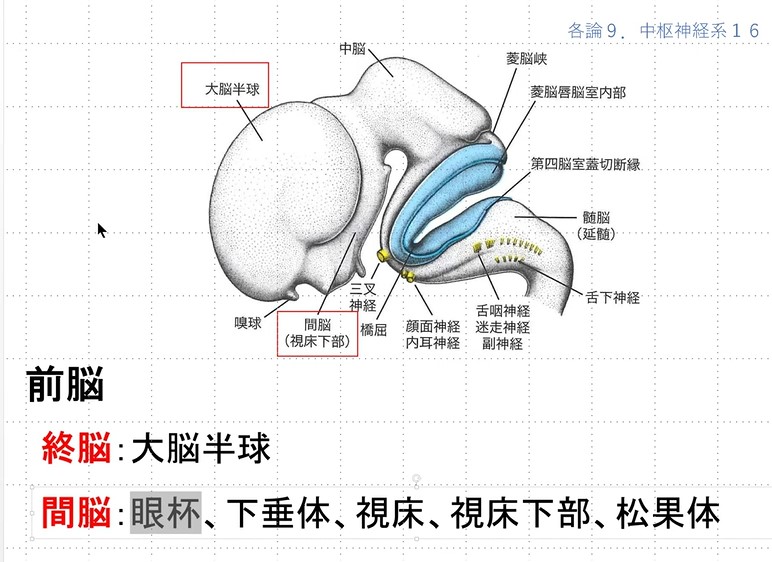 各論９．中枢神経系１６
中脳
菱脳峡
大脳半球
菱脳唇脳室内部
第四脳室蓋切断縁
髄脳
（延髄）
三叉
神経
舌下神経
嗅球
間脳
（視床下部）
橋屈
顔面神経
内耳神経
舌咽神経
迷走神経
副神経
前脳
終脳：大脳半球
間脳：眼杯、下垂体、視床、視床下部、松果体